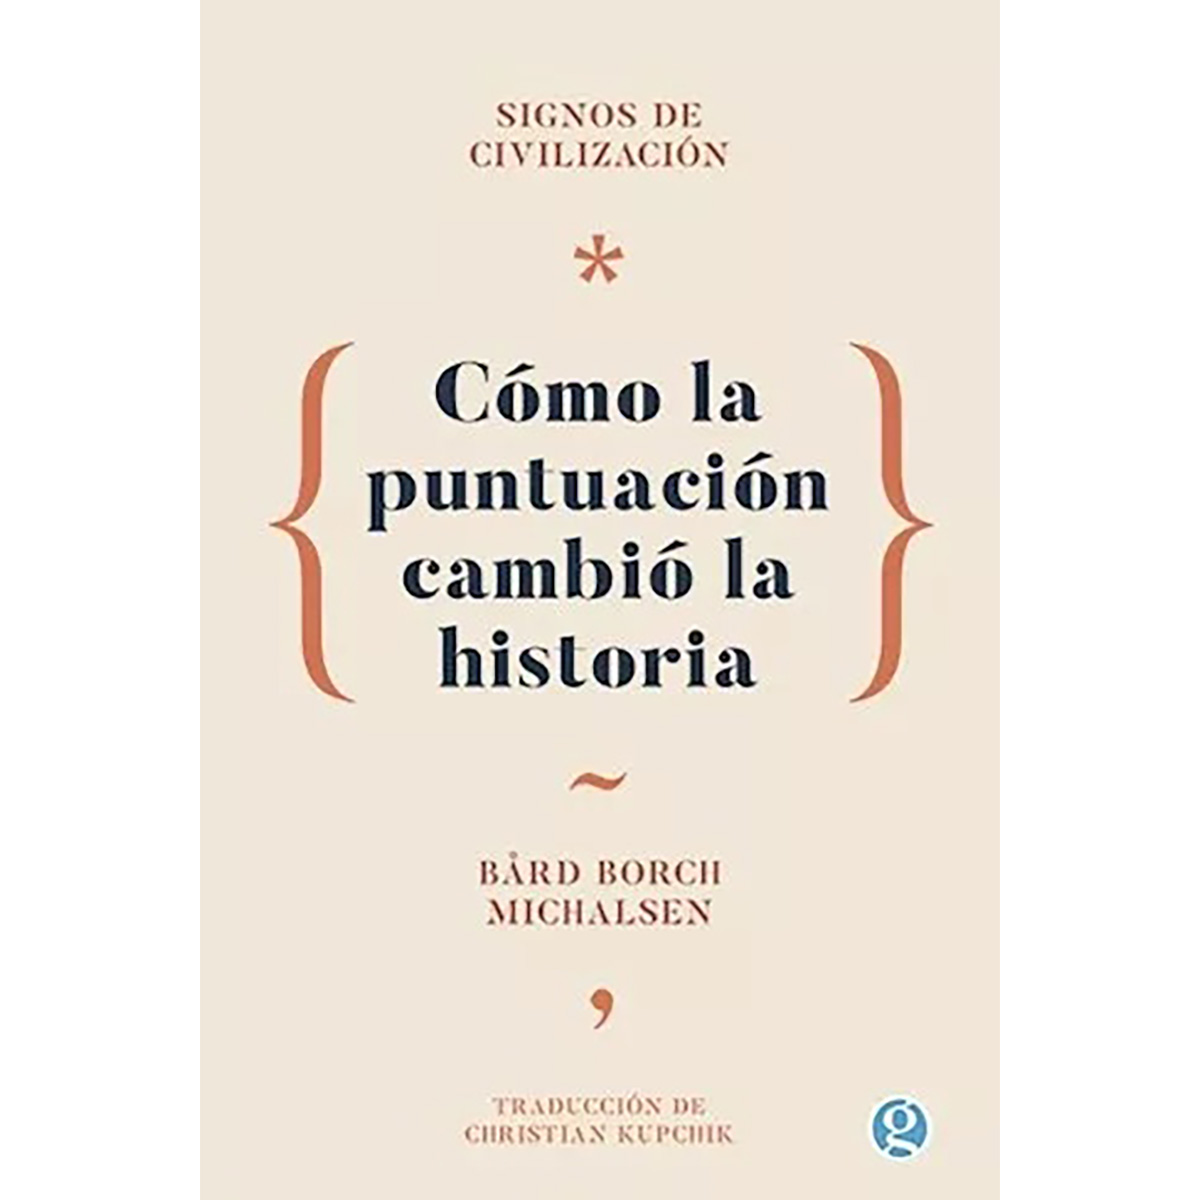 SIGNOS DE
CIVILIZACIÓN
*
{ Cómo la
puntuación
cambió la
historia }
~
BÅRD BORCH
MICHALSEN
,
TRADUCCIÓN DE
CHRISTIAN KUPCHIK
g